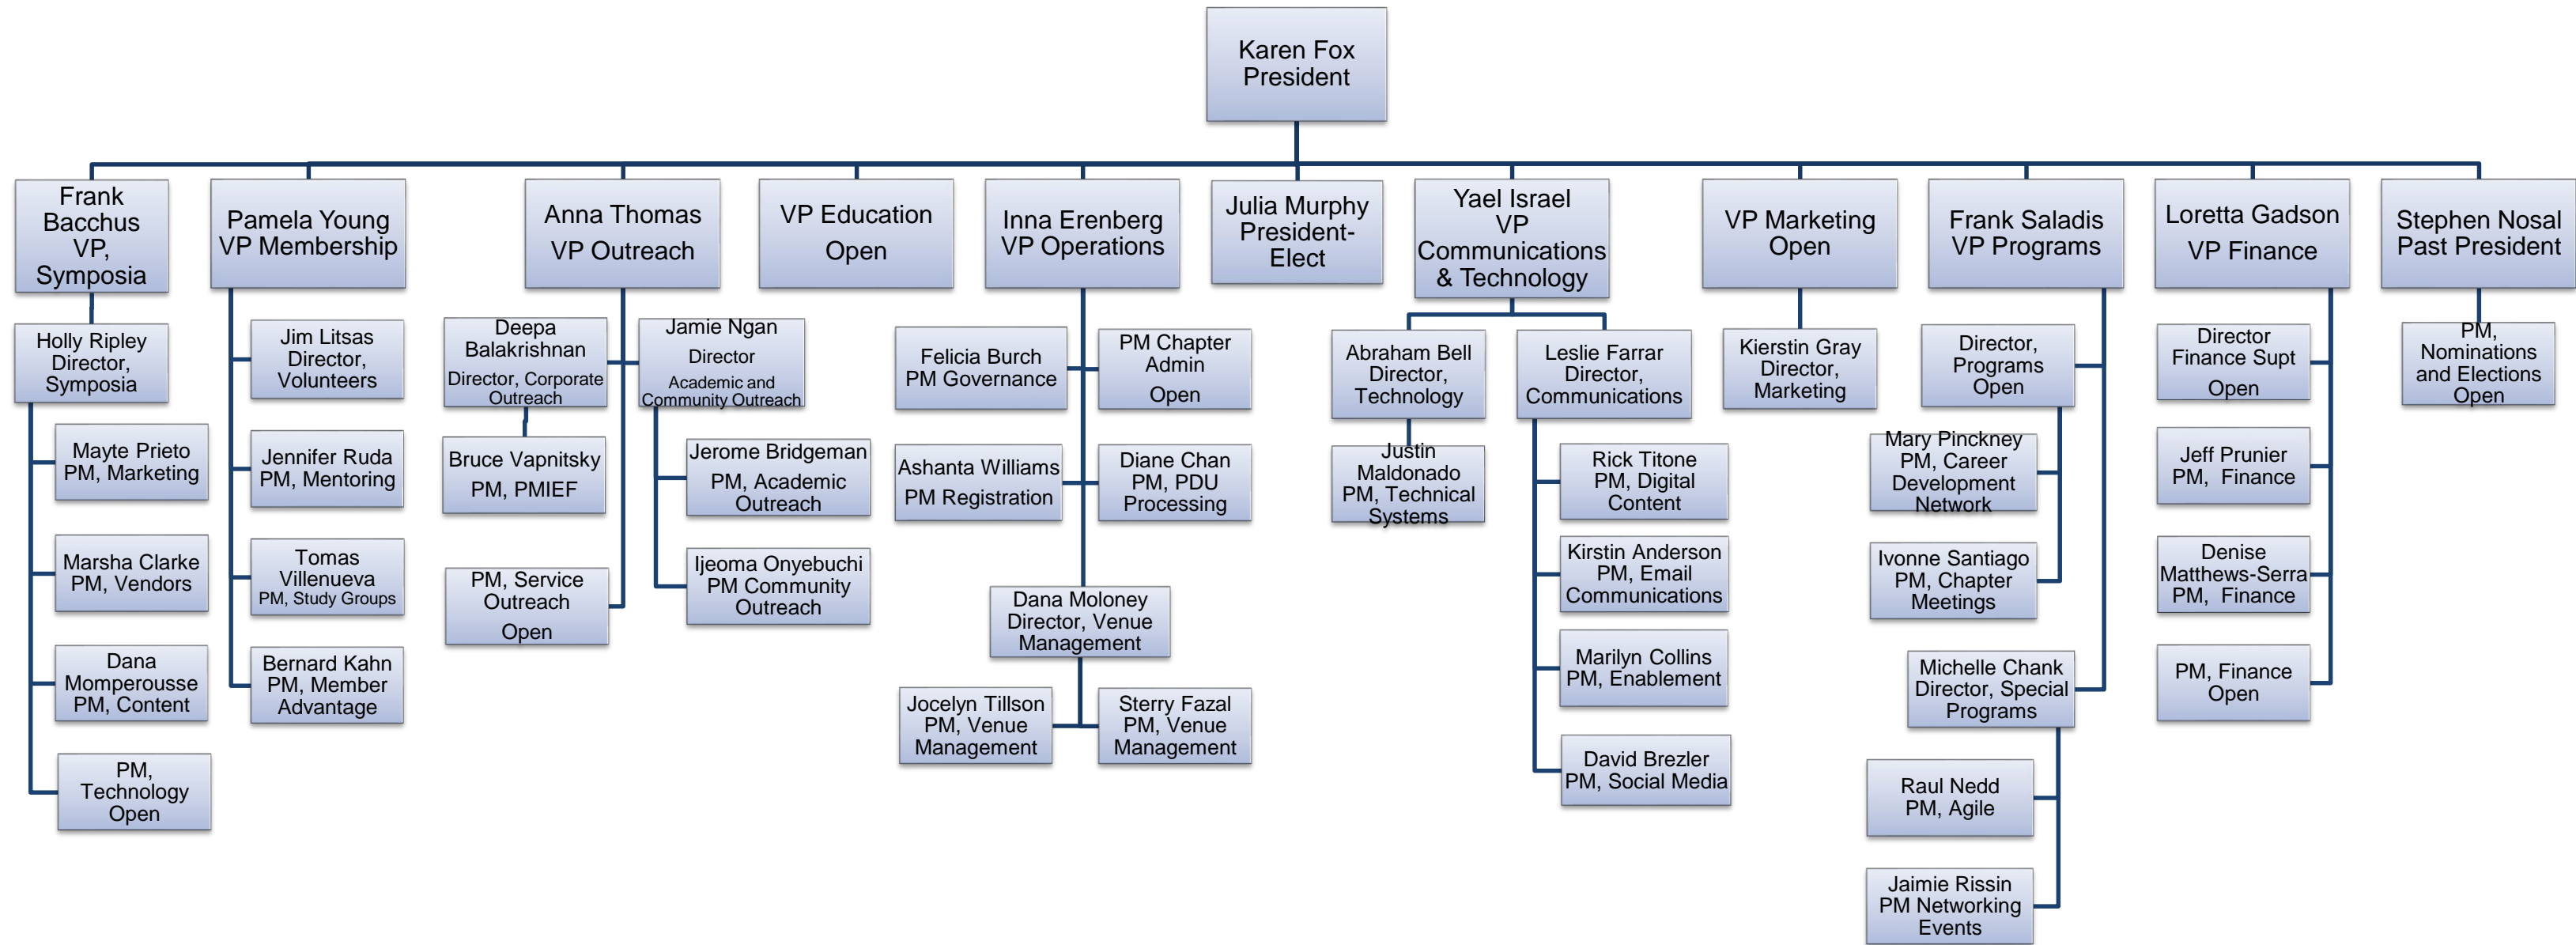 Karen Fox
President
Frank
Bacchus
VP,
Symposia
Pamela Young
VP Membership
Anna Thomas
VP Outreach
VP Education
Open
Inna Erenberg
VP Operations
Julia Murphy
President-
Elect
Yael Israel
VP
Communications
& Technology
VP Marketing
Open
Frank Saladis
VP Programs
Loretta Gadson
VP Finance
Stephen Nosal
Past President
Holly Ripley
Director,
Symposia
Mayte Prieto
PM, Marketing
Marsha Clarke
PM, Vendors
Dana
Momperousse
PM, Content
PM,
Technology
Open
Jim Litsas
Director,
Volunteers
Jennifer Ruda
PM, Mentoring
Tomas
Villenueva
PM, Study Groups
Bernard Kahn
PM, Member
Advantage
Deepa
Balakrishnan
Director, Corporate
Outreach
Bruce Vapnitsky
PM, PMIEF
PM, Service
Outreach
Open
Jamie Ngan
Director
Academic and
Community Outreach
Jerome Bridgeman
PM, Academic
Outreach
Ijeoma Onyebuchi
PM Community
Outreach
Felicia Burch
PM Governance
PM Chapter
Admin
Open
Ashanta Williams
PM Registration
Diane Chan
PM, PDU
Processing
Dana Moloney
Director, Venue
Management
Jocelyn Tillson
PM, Venue
Management
Sterry Fazal
PM, Venue
Management
Abraham Bell
Director,
Technology
Justin
Maldonado
PM, Technical
Systems
Leslie Farrar
Director,
Communications
Rick Titone
PM, Digital
Content
Kirstin Anderson
PM, Email
Communications
Marilyn Collins
PM, Enablement
David Brezler
PM, Social Media
Kierstin Gray
Director,
Marketing
Director,
Programs
Open
Mary Pinckney
PM, Career
Development
Network
Ivonne Santiago
PM, Chapter
Meetings
Michelle Chank
Director, Special
Programs
Raul Nedd
PM, Agile
Jaimie Rissin
PM Networking
Events
Director
Finance Supt
Open
Jeff Prunier
PM, Finance
Denise
Matthews-Serra
PM, Finance
PM, Finance
Open
PM,
Nominations
and Elections
Open